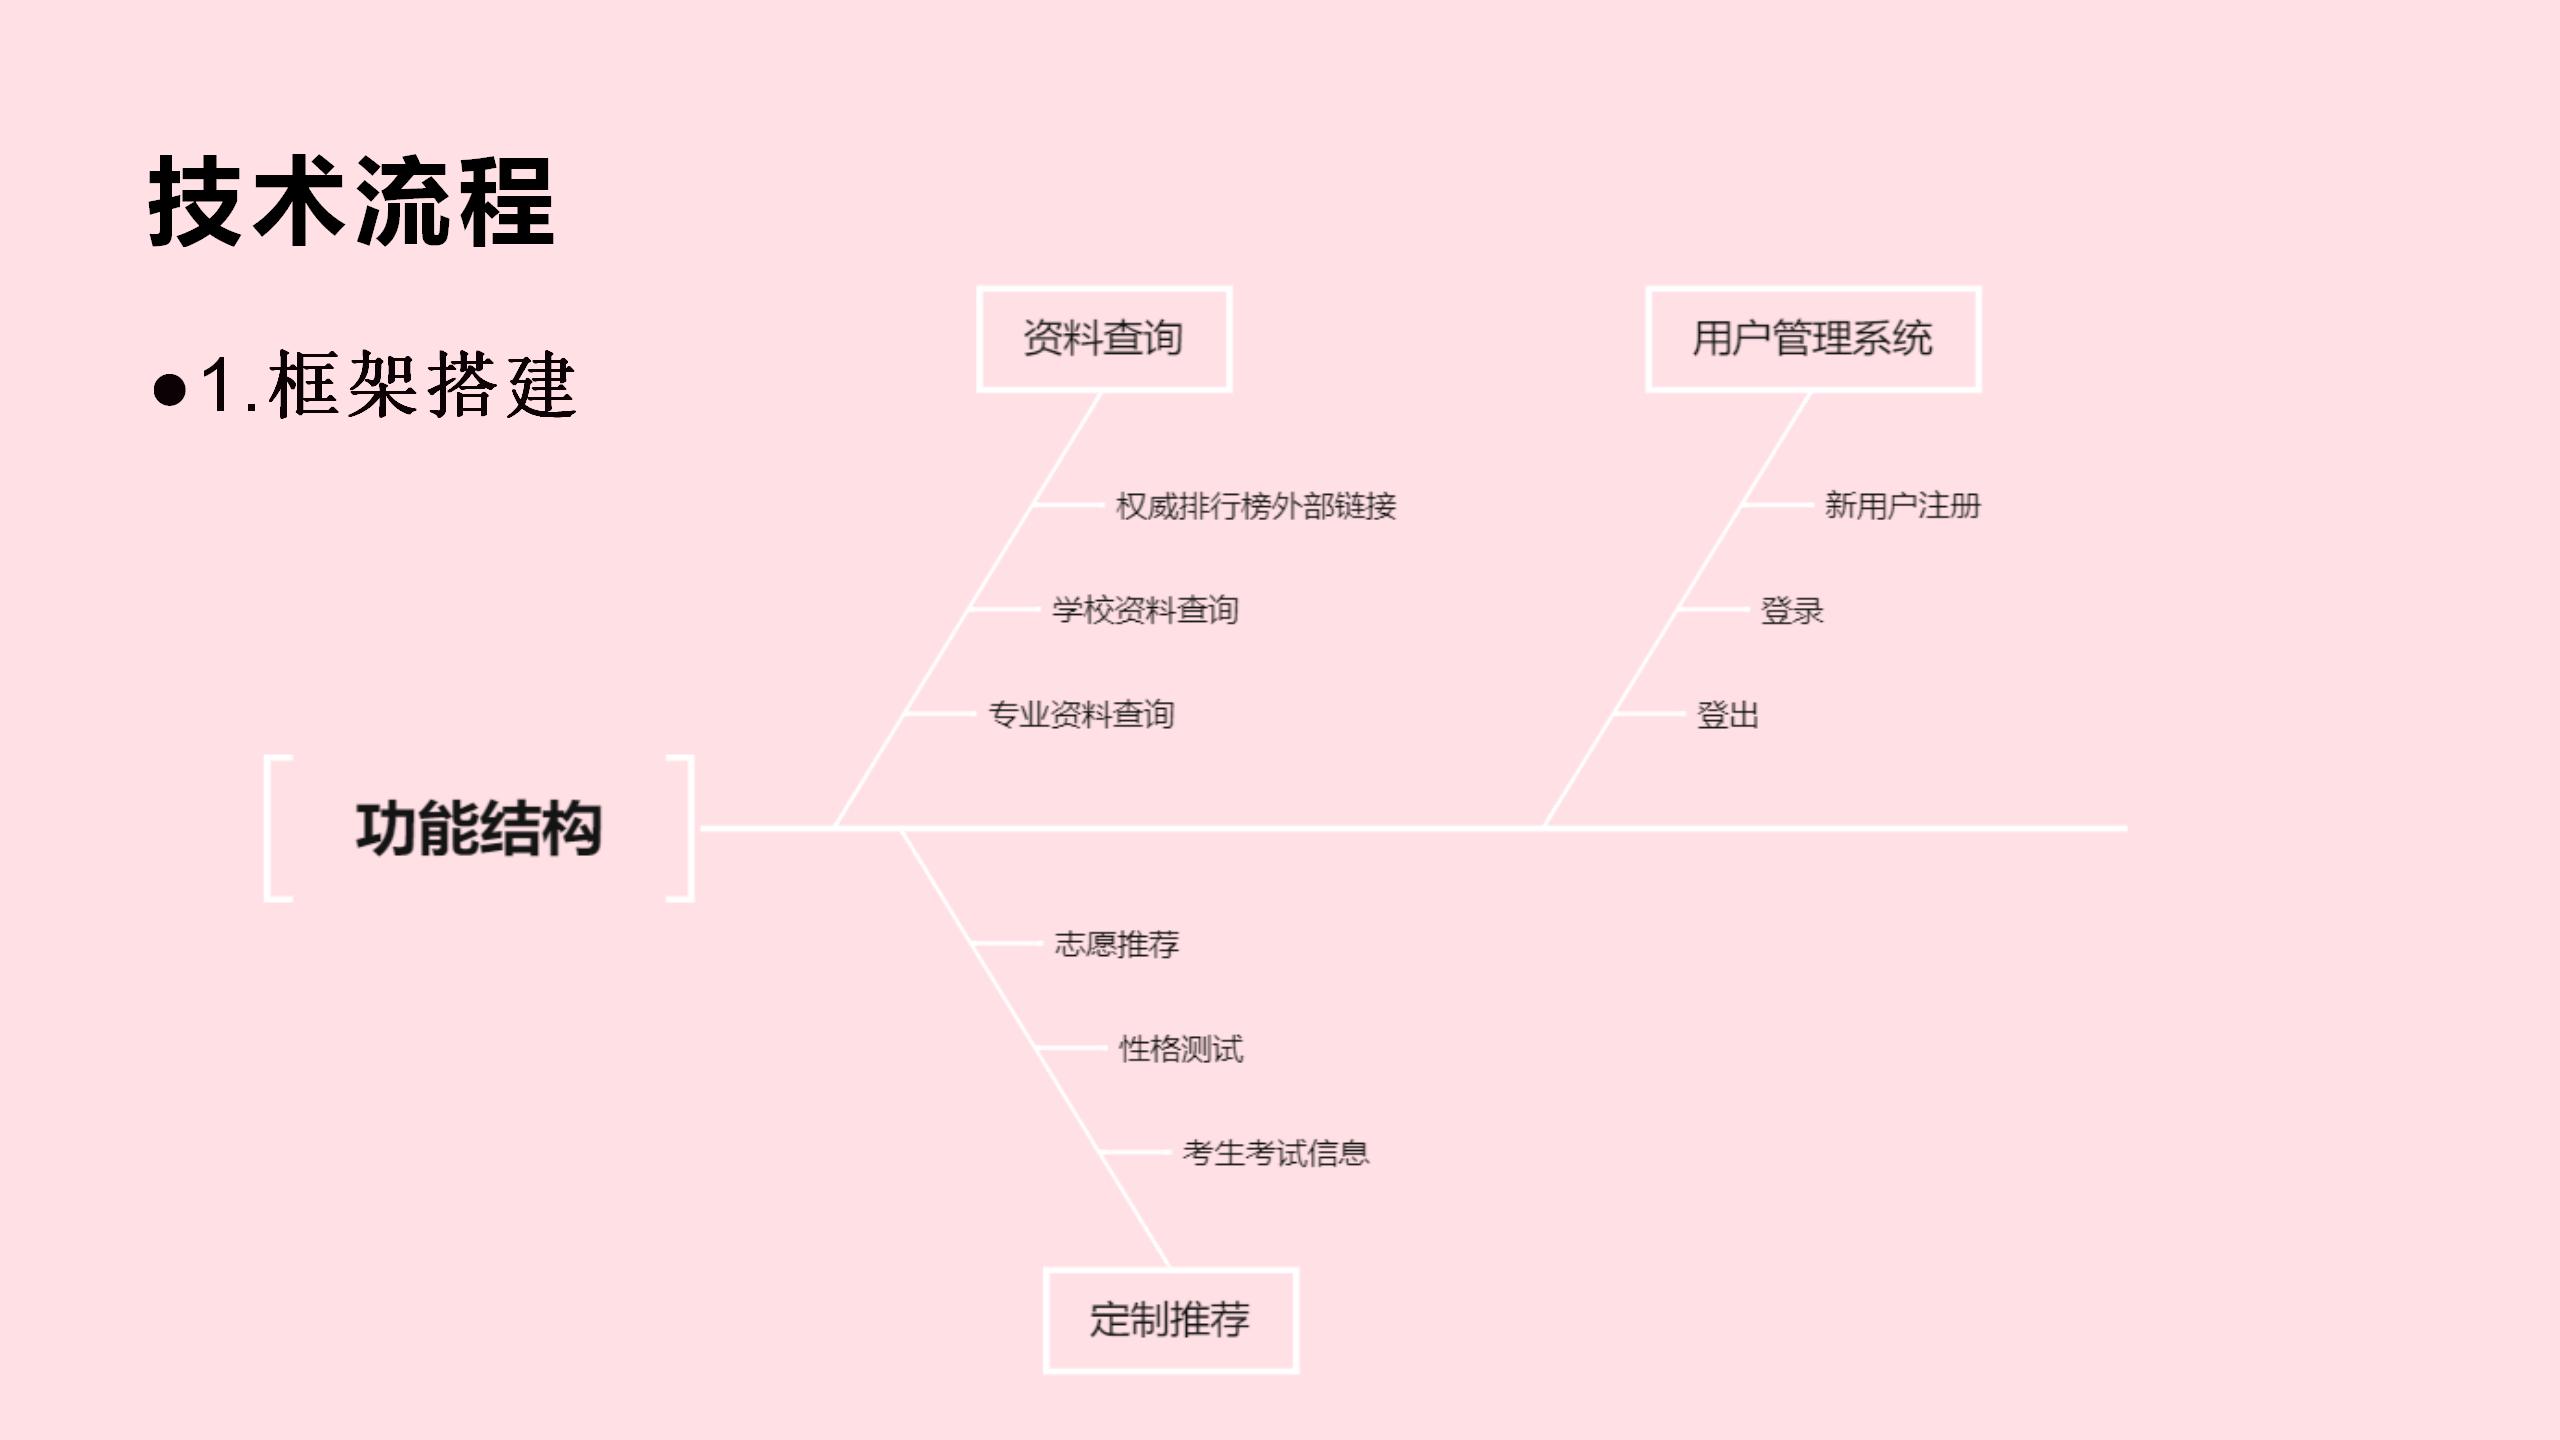 技术流程
●1.框架搭建
资料查询
用户管理系统
权威排行榜外部链接
新用户注册
学校资料查询
登录
专业资料查询
登出
功能结构
志愿推荐
性格测试
考生考试信息
定制推荐